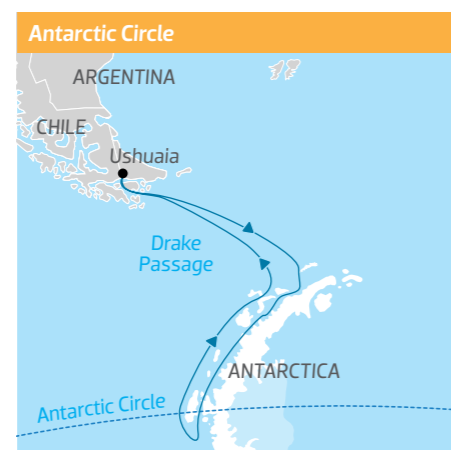 Antarctic Circle
ARGENTINA
CHILE
Ushuaia
Drake
Passage
ANTARCTICA
Antarctic Circle